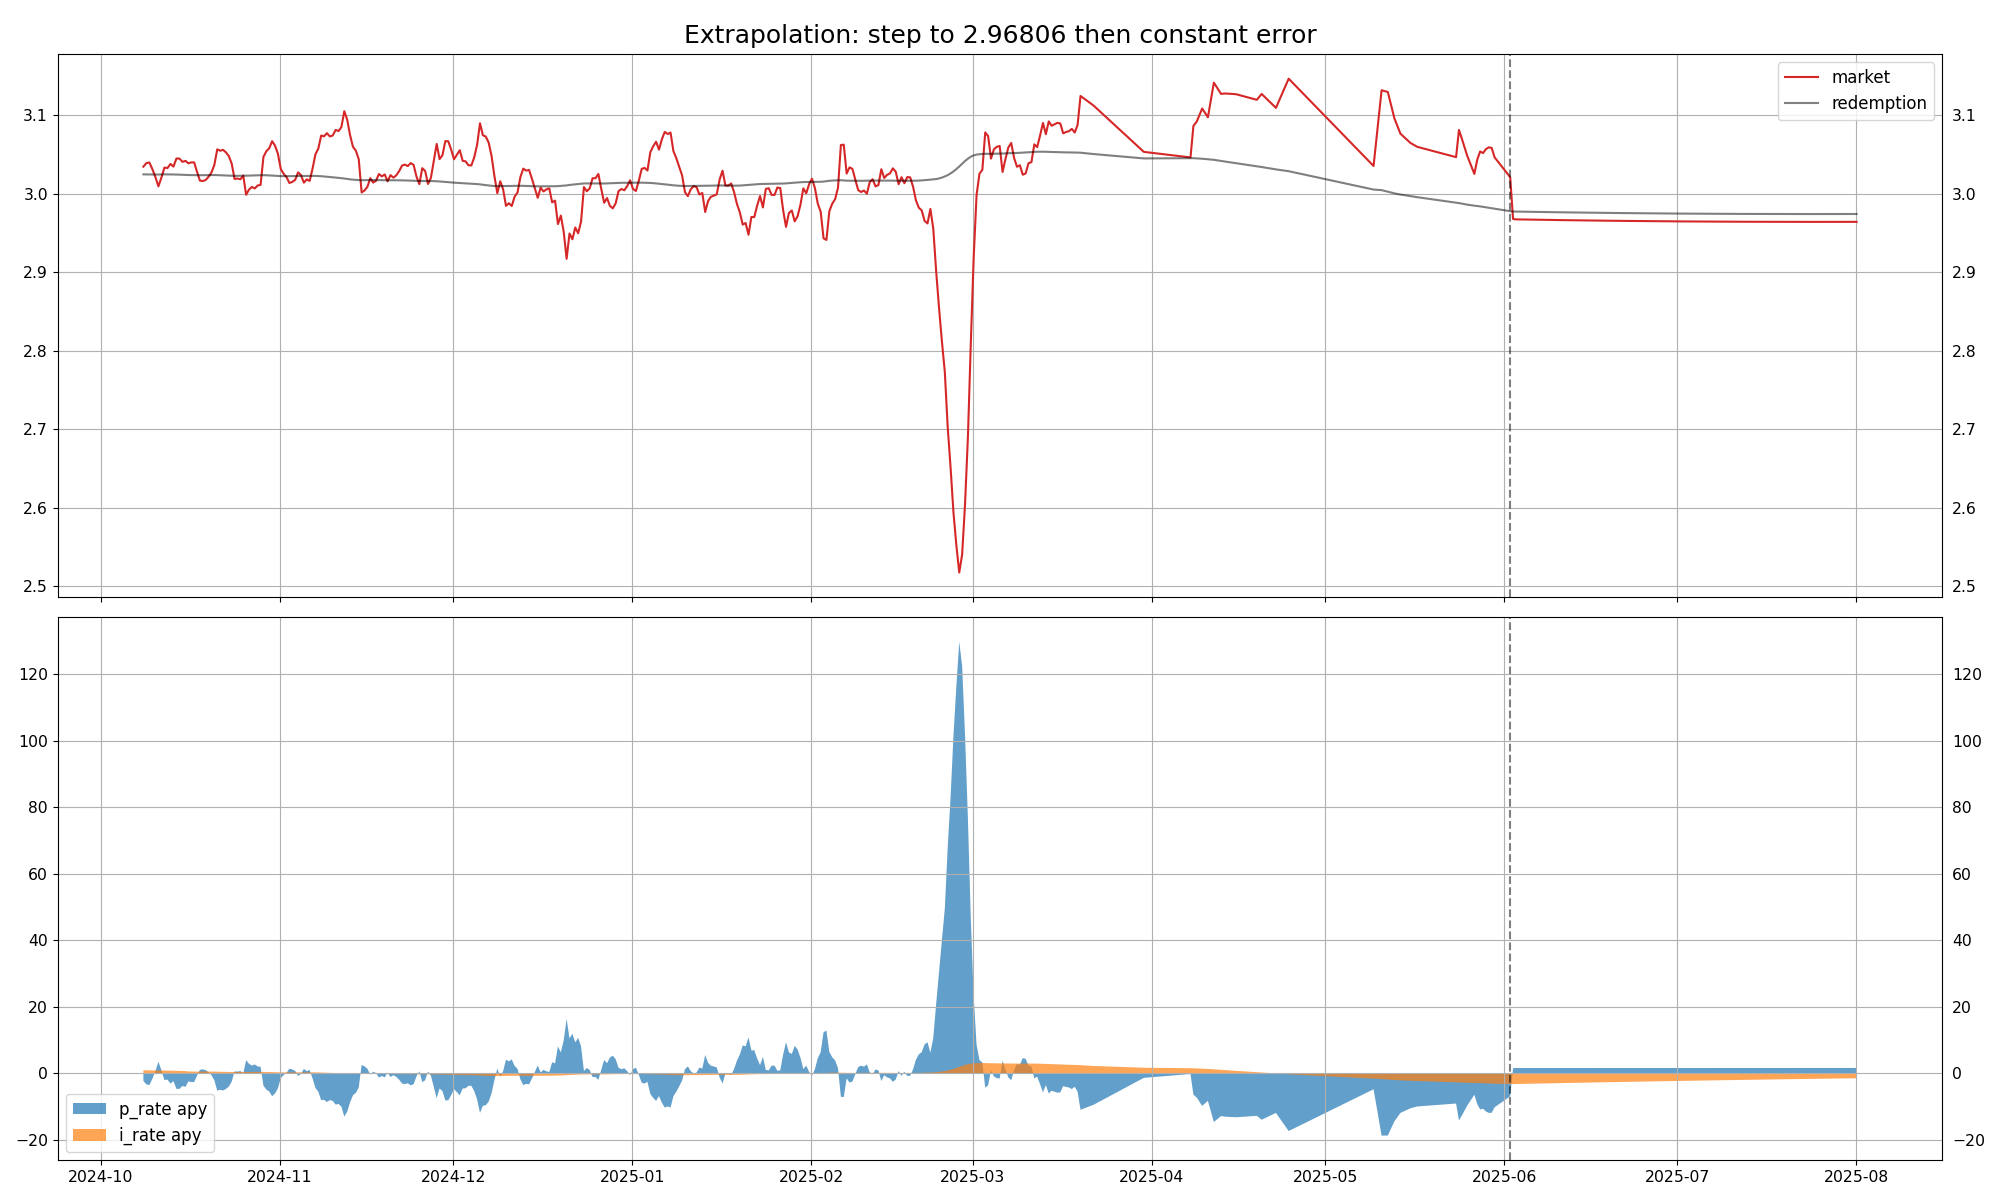 Extrapolation: step to 2.96806 then constant error
market
redemption
3.1 3.1
3.0 3.0
2.9 2.9
2.8 2.8
2.7 2.7
2.6 2.6
2.5 2.5
120 120
100 100
80 80
60 60
40 40
20 20
0 0
−20 −20
p_rate apy
i_rate apy
2024-10 2024-11 2024-12 2025-01 2025-02 2025-03 2025-04 2025-05 2025-06 2025-07 2025-08